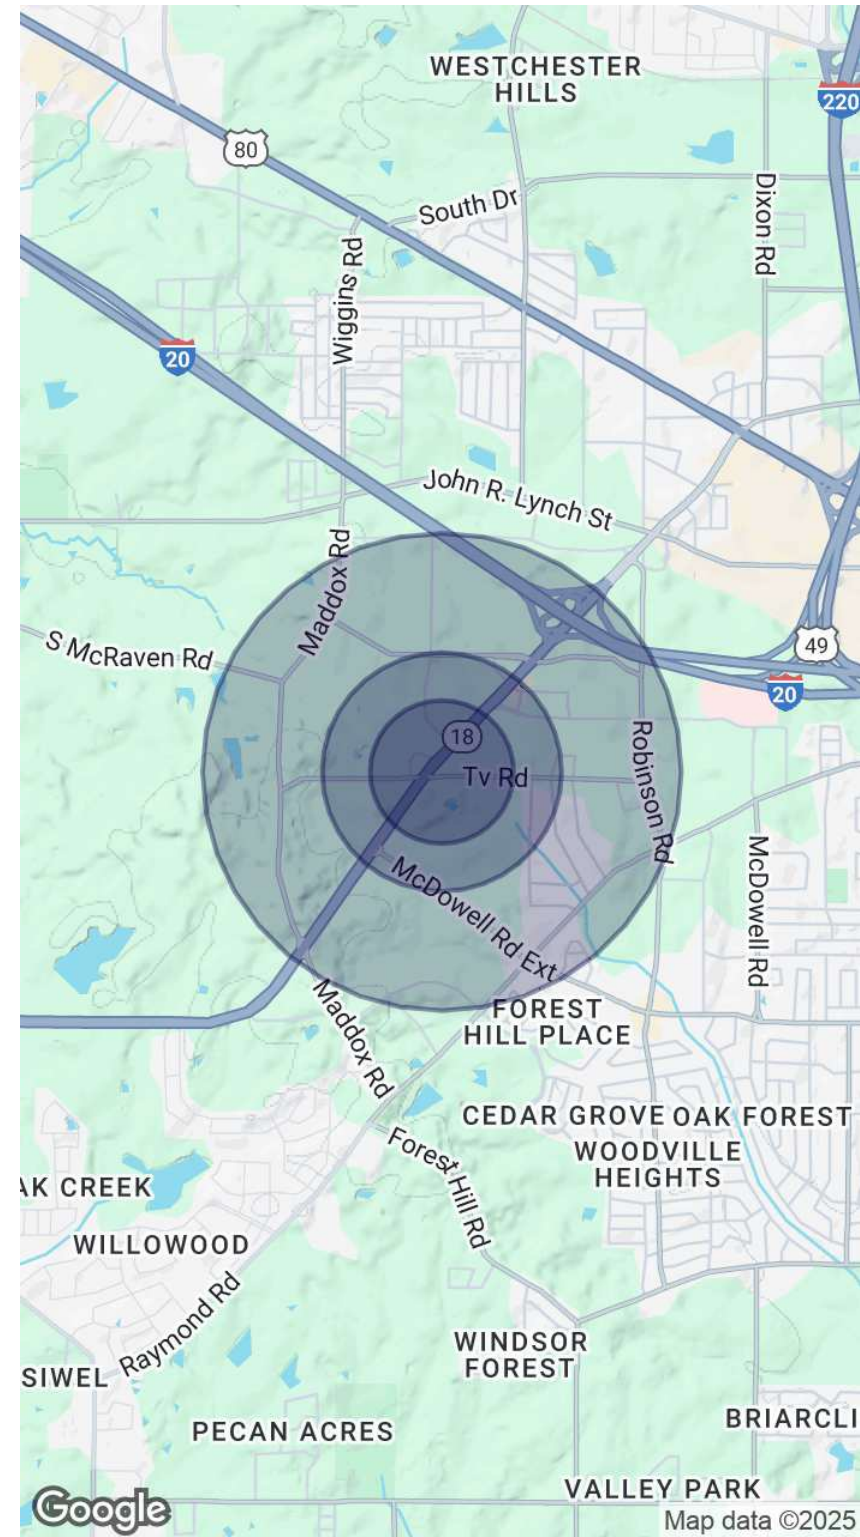 WESTCHESTER
HILLS
220
80
South Dr
Dixon Rd
Wiggins Rd
20
John R. Lynch St
Maddox Rd
S McRaven Rd
49
20
18
Tv Rd
Robinson Rd
McDowell Rd Ext
McDowell Rd
Maddox Rd
FOREST
HILL PLACE
CEDAR GROVE
OAK FOREST
WOODVILLE
HEIGHTS
Forest Hill Rd
AK CREEK
WILLOWOOD
Raymond Rd
WINDSOR
FOREST
SIWEL
PECAN ACRES
BRIARCLI
VALLEY PARK
Google
Map data ©2025